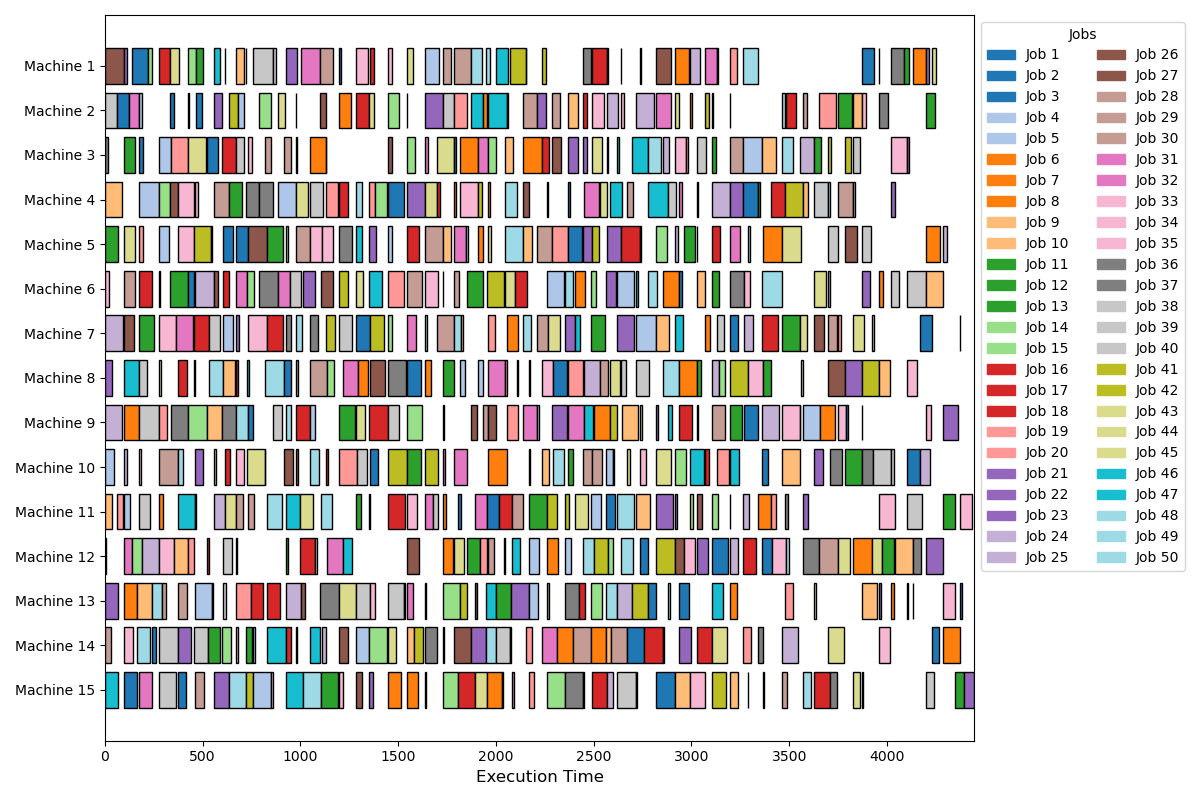 Machine 1
Machine 2
Machine 3
Machine 4
Machine 5
Machine 6
Machine 7
Machine 8
Machine 9
Machine 10
Machine 11
Machine 12
Machine 13
Machine 14
Machine 15
0 500 1000 1500 2000 2500 3000 3500 4000
Execution Time
Jobs
Job 1
Job 2
Job 3
Job 4
Job 5
Job 6
Job 7
Job 8
Job 9
Job 10
Job 11
Job 12
Job 13
Job 14
Job 15
Job 16
Job 17
Job 18
Job 19
Job 20
Job 21
Job 22
Job 23
Job 24
Job 25
Job 26
Job 27
Job 28
Job 29
Job 30
Job 31
Job 32
Job 33
Job 34
Job 35
Job 36
Job 37
Job 38
Job 39
Job 40
Job 41
Job 42
Job 43
Job 44
Job 45
Job 46
Job 47
Job 48
Job 49
Job 50